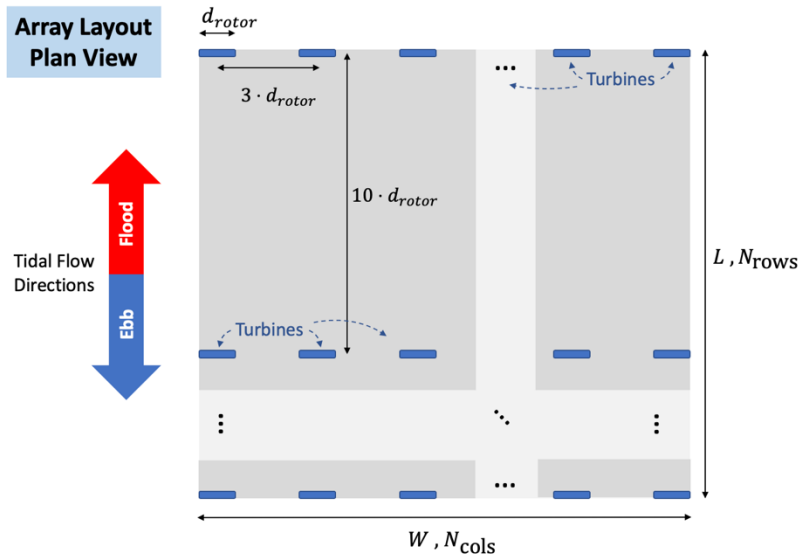 Array Layout
Plan View
d_rotor
...
Turbines
3 · d_rotor
10 · d_rotor
Flood
Tidal Flow
Directions
Ebb
L , N_rows
Turbines
...
W , N_cols